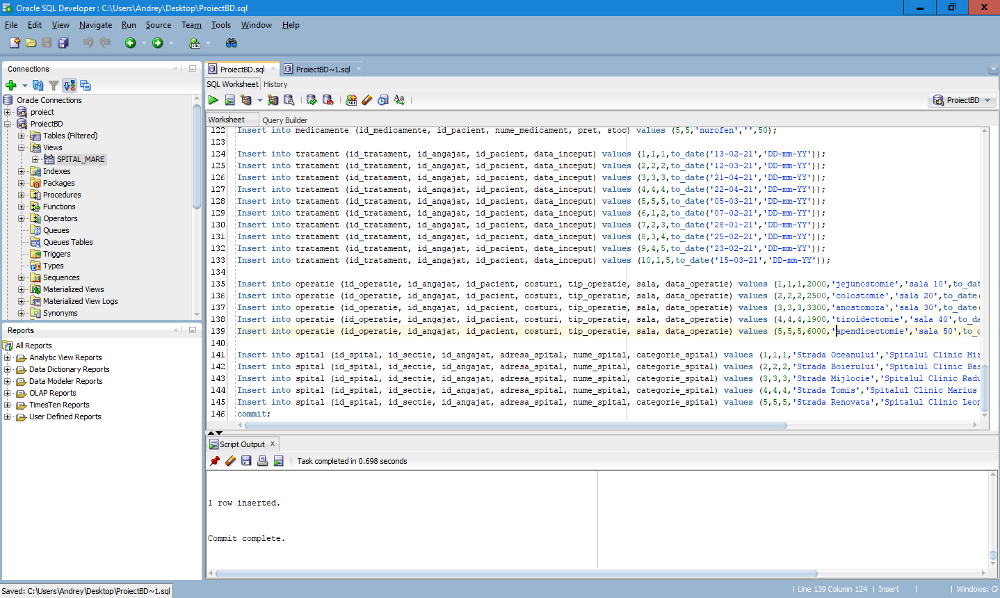 Oracle SQL Developer : C:\Users\Andrey\Desktop\ProiectBD.sql
File Edit View Navigate Run Source Team Tools Window Help
Connections
Oracle Connections
proiect
ProiectBD
Tables (Filtered)
Views
SPITAL_MARE
Indexes
Packages
Procedures
Functions
Operators
Queues
Queues Tables
Triggers
Types
Sequences
Materialized Views
Materialized View Logs
Synonyms
Reports
All Reports
Analytic View Reports
Data Dictionary Reports
Data Modeler Reports
OLAP Reports
TimesTen Reports
User Defined Reports
ProiectBD.sql ProiectBD~1.sql
SQL Worksheet History
ProiectBD
Worksheet Query Builder
122 Insert into medicamente (id_medicamente, id_pacient, nume_medicament, pret, stoc) values (5,5,'nurofen','',50);
123
124 Insert into tratament (id_tratament, id_angajat, id_pacient, data_inceput) values (1,1,1,to_date('13-02-21','DD-mm-YY'));
125 Insert into tratament (id_tratament, id_angajat, id_pacient, data_inceput) values (2,2,2,to_date('12-03-21','DD-mm-YY'));
126 Insert into tratament (id_tratament, id_angajat, id_pacient, data_inceput) values (3,3,3,to_date('21-04-21','DD-mm-YY'));
127 Insert into tratament (id_tratament, id_angajat, id_pacient, data_inceput) values (4,4,4,to_date('22-04-21','DD-mm-YY'));
128 Insert into tratament (id_tratament, id_angajat, id_pacient, data_inceput) values (5,5,5,to_date('05-03-21','DD-mm-YY'));
129 Insert into tratament (id_tratament, id_angajat, id_pacient, data_inceput) values (6,1,2,to_date('07-02-21','DD-mm-YY'));
130 Insert into tratament (id_tratament, id_angajat, id_pacient, data_inceput) values (7,2,3,to_date('28-01-21','DD-mm-YY'));
131 Insert into tratament (id_tratament, id_angajat, id_pacient, data_inceput) values (8,3,4,to_date('25-02-21','DD-mm-YY'));
132 Insert into tratament (id_tratament, id_angajat, id_pacient, data_inceput) values (9,4,5,to_date('23-02-21','DD-mm-YY'));
133 Insert into tratament (id_tratament, id_angajat, id_pacient, data_inceput) values (10,1,5,to_date('15-03-21','DD-mm-YY'));
134
135 Insert into operatie (id_operatie, id_angajat, id_pacient, costuri, tip_operatie, sala, data_operatie) values (1,1,1,2000,'jejunostomie','sala 10',to_dat
136 Insert into operatie (id_operatie, id_angajat, id_pacient, costuri, tip_operatie, sala, data_operatie) values (2,2,2,2500,'colostomie','sala 20',to_date(
137 Insert into operatie (id_operatie, id_angajat, id_pacient, costuri, tip_operatie, sala, data_operatie) values (3,3,3,3300,'anostomoza','sala 30',to_date(
138 Insert into operatie (id_operatie, id_angajat, id_pacient, costuri, tip_operatie, sala, data_operatie) values (4,4,4,1900,'tiroidectomie','sala 40',to_da
139 Insert into operatie (id_operatie, id_angajat, id_pacient, costuri, tip_operatie, sala, data_operatie) values (5,5,5,6000,'apendicectomie','sala 50',to_d
140
141 Insert into spital (id_spital, id_sectie, id_angajat, adresa_spital, nume_spital, categorie_spital) values (1,1,1,'Strada Oceanului','Spitalul Clinic Mir
142 Insert into spital (id_spital, id_sectie, id_angajat, adresa_spital, nume_spital, categorie_spital) values (2,2,2,'Strada Boierului','Spitalul Clinic Bas
143 Insert into spital (id_spital, id_sectie, id_angajat, adresa_spital, nume_spital, categorie_spital) values (3,3,3,'Strada Mijlocie','Spitalul Clinic Radu
144 Insert into spital (id_spital, id_sectie, id_angajat, adresa_spital, nume_spital, categorie_spital) values (4,4,4,'Strada Tomis','Spitalul Clinic Marius
145 Insert into spital (id_spital, id_sectie, id_angajat, adresa_spital, nume_spital, categorie_spital) values (5,5,5,'Strada Renovata','Spitalul Clinic Leon
146 commit;
Script Output
Task completed in 0.698 seconds
1 row inserted.
Commit complete.
Saved: C:\Users\Andrey\Desktop\ProiectBD~1.sql
Line 139 Column 124 Insert Windows: CF